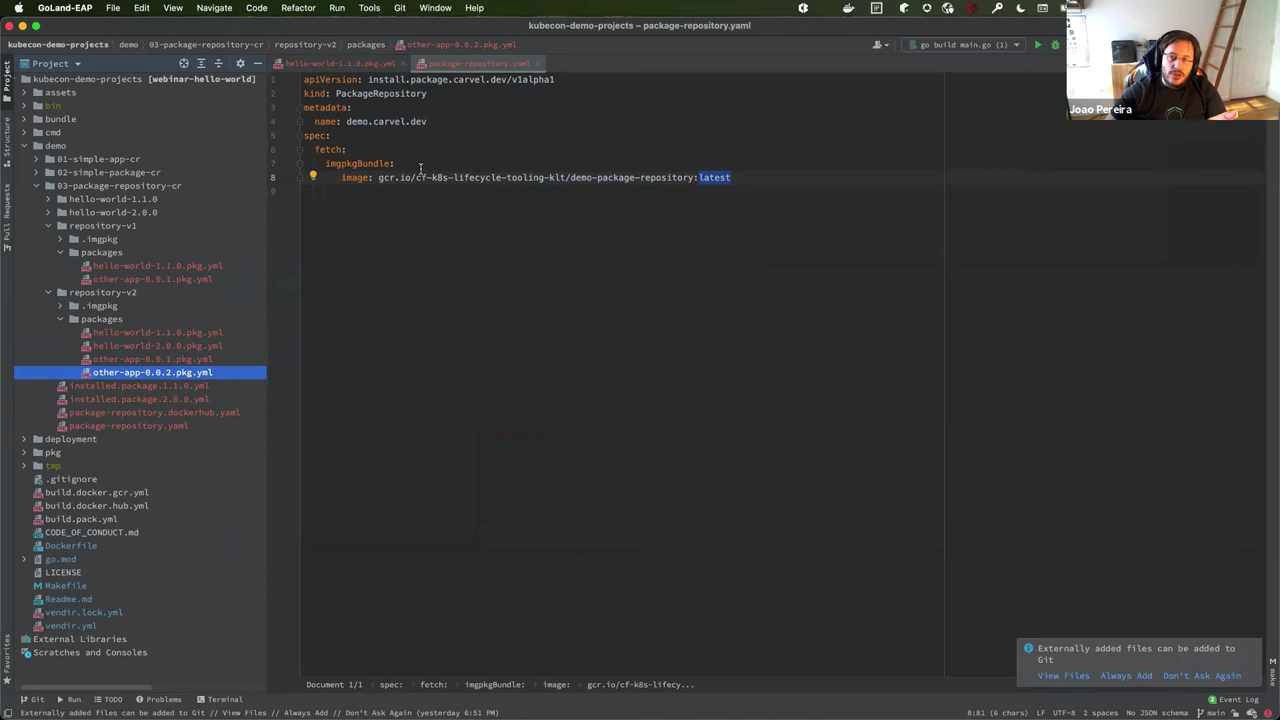 GoLand-EAP File Edit View Navigate Code Refactor Run Tools Git Window Help
kubecon-demo-projects – package-repository.yaml
kubecon-demo-projects demo 03-package-repository-cr repository-v2 packages other-app-0.0.2.pkg.yml
go build main.go (1)
Project
hello-world-1.1.0.pkg.yml
package-repository.yaml
Joao Pereira
Project
Structure
Pull Requests
Favorites
kubecon-demo-projects [webinar-hello-world]
assets
bin
bundle
cmd
demo
01-simple-app-cr
02-simple-package-cr
03-package-repository-cr
hello-world-1.1.0
hello-world-2.0.0
repository-v1
.imgpkg
packages
hello-world-1.1.0.pkg.yml
other-app-0.0.1.pkg.yml
repository-v2
.imgpkg
packages
hello-world-1.1.0.pkg.yml
hello-world-2.0.0.pkg.yml
other-app-0.0.1.pkg.yml
other-app-0.0.2.pkg.yml
installed.package.1.1.0.yml
installed.package.2.0.0.yml
package-repository.dockerhub.yaml
package-repository.yaml
deployment
pkg
tmp
.gitignore
build.docker.gcr.yml
build.docker.hub.yml
build.pack.yml
CODE_OF_CONDUCT.md
Dockerfile
go.mod
LICENSE
Makefile
Readme.md
vendir.lock.yml
vendir.yml
External Libraries
Scratches and Consoles
1 apiVersion: install.package.carvel.dev/v1alpha1
2 kind: PackageRepository
3 metadata:
4 name: demo.carvel.dev
5 spec:
6 fetch:
7 imgpkgBundle:
8 image: gcr.io/cf-k8s-lifecycle-tooling-klt/demo-package-repository:latest
9
Externally added files can be added to
Git
View Files Always Add Don't Ask Again
make
Document 1/1 spec: fetch: imgpkgBundle: image: gcr.io/cf-k8s-lifecy...
Git Run TODO Problems Terminal Event Log
Externally added files can be added to Git // View Files // Always Add // Don't Ask Again (yesterday 6:51 PM) 8:81 (6 chars) LF UTF-8 2 spaces No JSON schema main